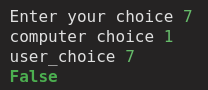 Enter your choice 7
computer choice 1
user_choice 7
False